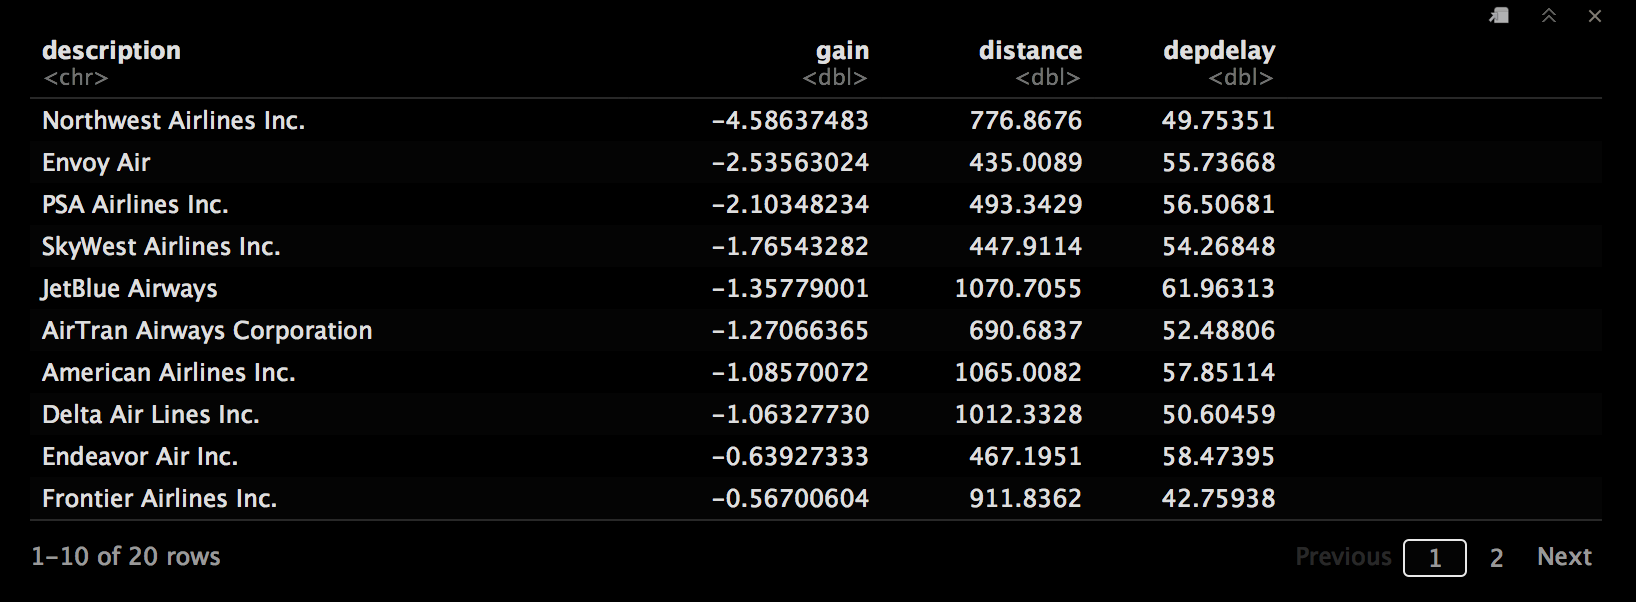 description gain distance depdelay
<chr> <dbl> <dbl> <dbl>
Northwest Airlines Inc. -4.58637483 776.8676 49.75351
Envoy Air -2.53563024 435.0089 55.73668
PSA Airlines Inc. -2.10348234 493.3429 56.50681
SkyWest Airlines Inc. -1.76543282 447.9114 54.26848
JetBlue Airways -1.35779001 1070.7055 61.96313
AirTran Airways Corporation -1.27066365 690.6837 52.48806
American Airlines Inc. -1.08570072 1065.0082 57.85114
Delta Air Lines Inc. -1.06327730 1012.3328 50.60459
Endeavor Air Inc. -0.63927333 467.1951 58.47395
Frontier Airlines Inc. -0.56700604 911.8362 42.75938
1-10 of 20 rows Previous 1 2 Next